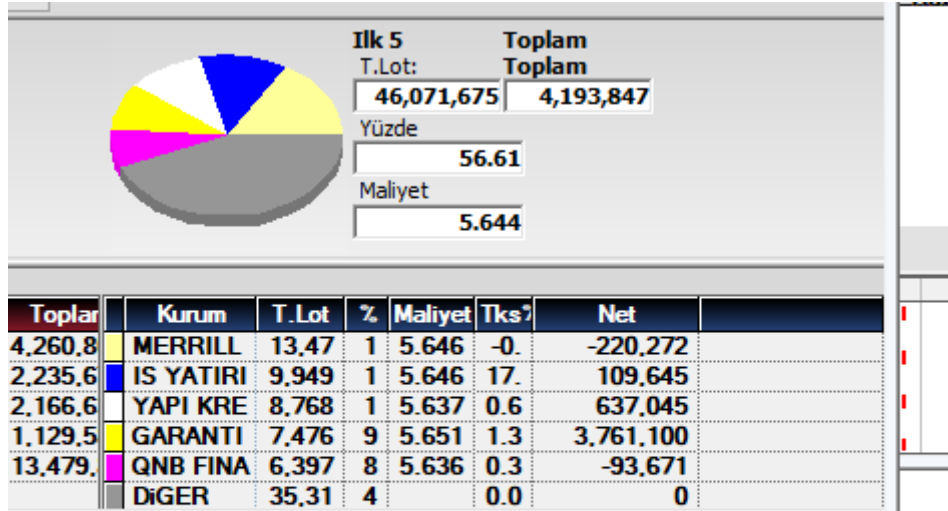 Ilk 5 Toplam
T.Lot: Toplam
46,071,675 4,193,847
Yüzde
56.61
Maliyet
5.644
Toplar Kurum T.Lot % Maliyet Tks% Net
4,260,8 MERRILL 13,47 1 5.646 -0. -220,272
2,235,6 IS YATIRI 9,949 1 5.646 17. 109,645
2,166,6 YAPI KRE 8,768 1 5.637 0.6 637,045
1,129,5 GARANTI 7,476 9 5.651 1.3 3,761,100
13,479, QNB FINA 6,397 8 5.636 0.3 -93,671
DiGER 35,31 4 0.0 0